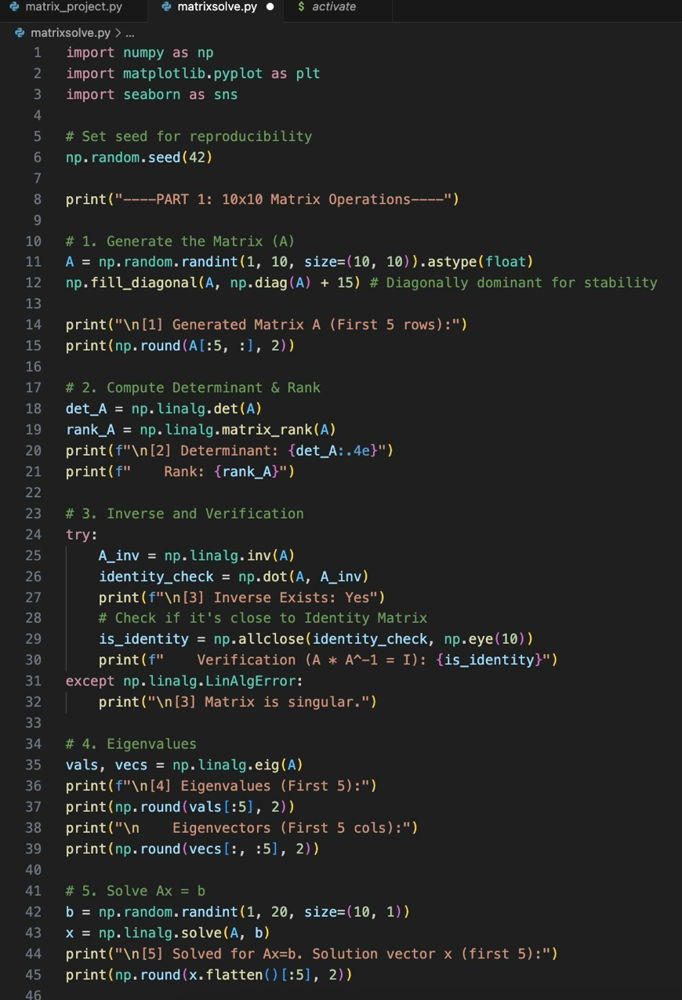 matrix_project.py matrixsolve.py $ activate
matrixsolve.py > ...
1 import numpy as np
2 import matplotlib.pyplot as plt
3 import seaborn as sns
4
5 # Set seed for reproducibility
6 np.random.seed(42)
7
8 print("----PART 1: 10x10 Matrix Operations----")
9
10 # 1. Generate the Matrix (A)
11 A = np.random.randint(1, 10, size=(10, 10)).astype(float)
12 np.fill_diagonal(A, np.diag(A) + 15) # Diagonally dominant for stability
13
14 print("\n[1] Generated Matrix A (First 5 rows):")
15 print(np.round(A[:5, :], 2))
16
17 # 2. Compute Determinant & Rank
18 det_A = np.linalg.det(A)
19 rank_A = np.linalg.matrix_rank(A)
20 print(f"\n[2] Determinant: {det_A:.4e}")
21 print(f"    Rank: {rank_A}")
22
23 # 3. Inverse and Verification
24 try:
25     A_inv = np.linalg.inv(A)
26     identity_check = np.dot(A, A_inv)
27     print(f"\n[3] Inverse Exists: Yes")
28     # Check if it's close to Identity Matrix
29     is_identity = np.allclose(identity_check, np.eye(10))
30     print(f"    Verification (A * A^-1 = I): {is_identity}")
31 except np.linalg.LinAlgError:
32     print("\n[3] Matrix is singular.")
33
34 # 4. Eigenvalues
35 vals, vecs = np.linalg.eig(A)
36 print(f"\n[4] Eigenvalues (First 5):")
37 print(np.round(vals[:5], 2))
38 print("\n    Eigenvectors (First 5 cols):")
39 print(np.round(vecs[:, :5], 2))
40
41 # 5. Solve Ax = b
42 b = np.random.randint(1, 20, size=(10, 1))
43 x = np.linalg.solve(A, b)
44 print("\n[5] Solved for Ax=b. Solution vector x (first 5):")
45 print(np.round(x.flatten()[:5], 2))
46